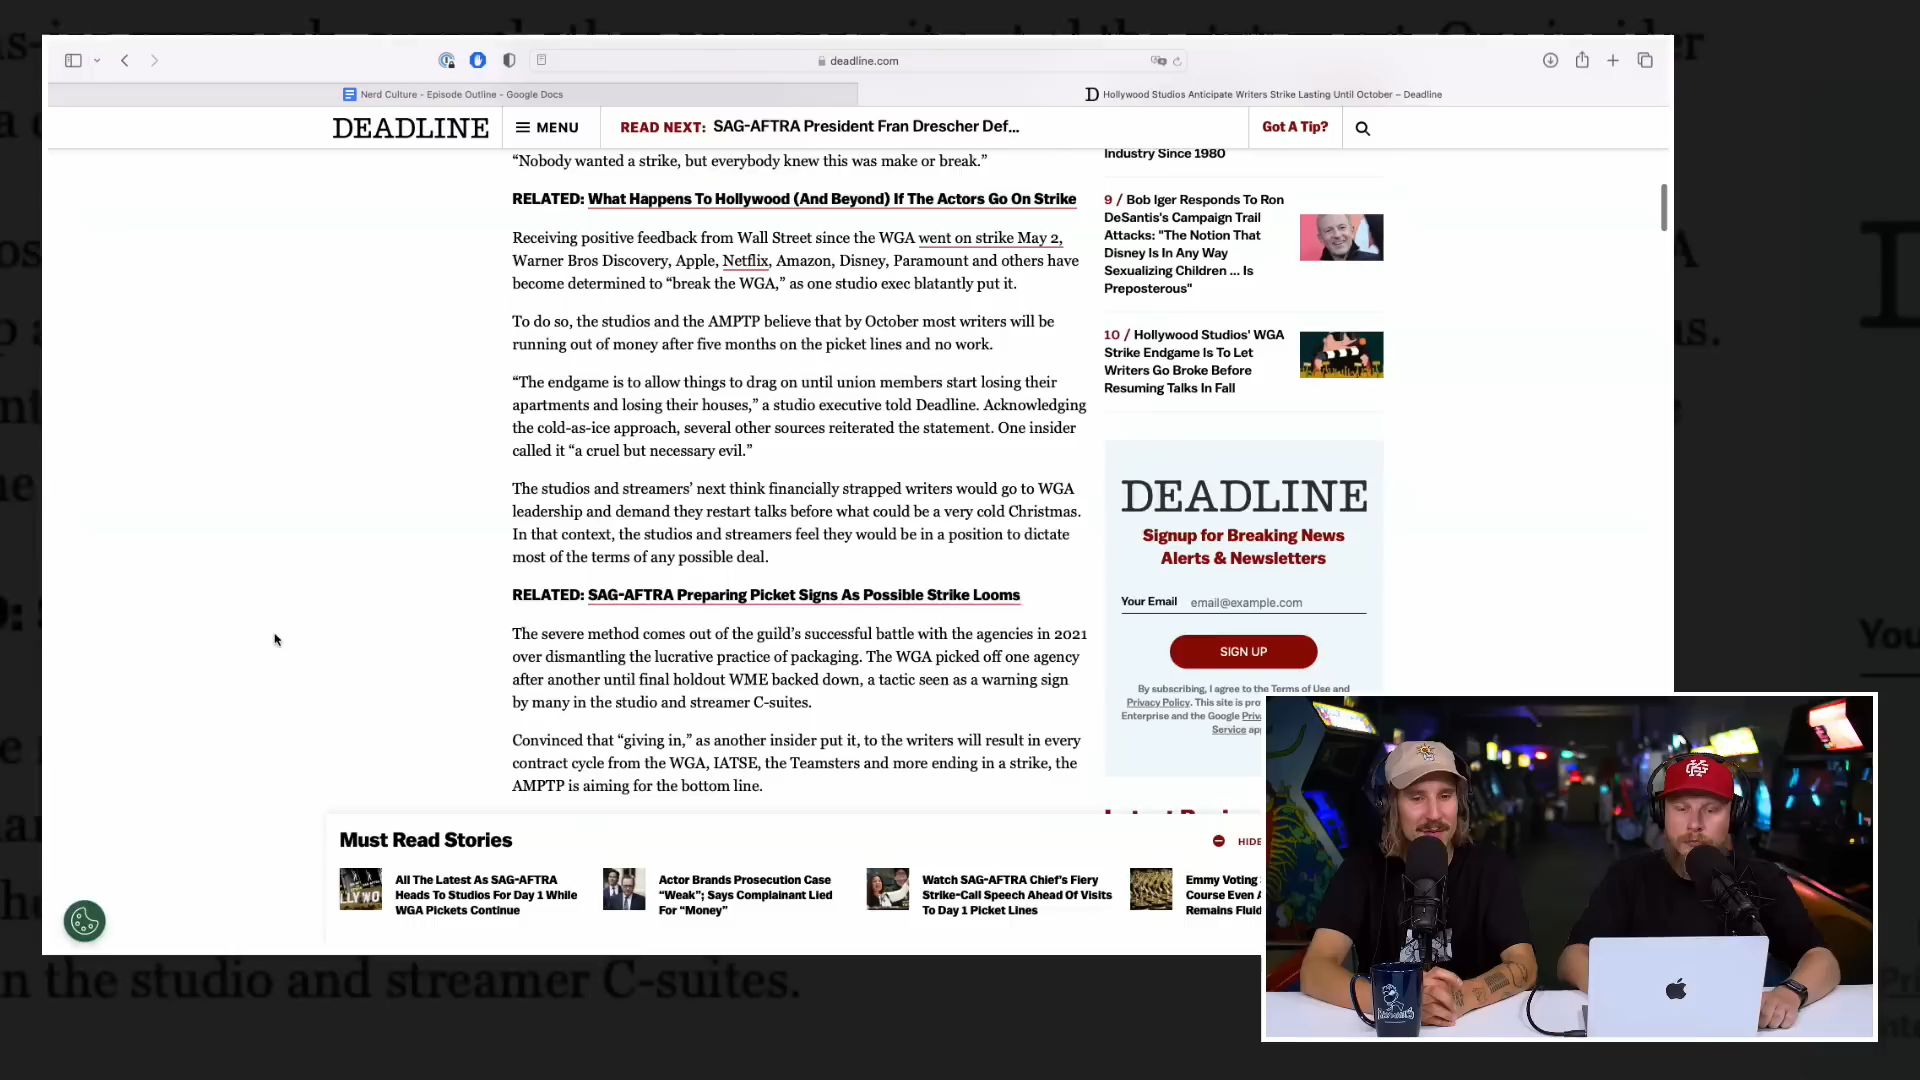 deadline.com
Nerd Culture - Episode Outline - Google Docs
Hollywood Studios Anticipate Writers Strike Lasting Until October – Deadline
DEADLINE
MENU
READ NEXT: SAG-AFTRA President Fran Drescher Def...
Got A Tip?
“Nobody wanted a strike, but everybody knew this was make or break.”
RELATED: What Happens To Hollywood (And Beyond) If The Actors Go On Strike
Receiving positive feedback from Wall Street since the WGA went on strike May 2,
Warner Bros Discovery, Apple, Netflix, Amazon, Disney, Paramount and others have
become determined to “break the WGA,” as one studio exec blatantly put it.
To do so, the studios and the AMPTP believe that by October most writers will be
running out of money after five months on the picket lines and no work.
“The endgame is to allow things to drag on until union members start losing their
apartments and losing their houses,” a studio executive told Deadline. Acknowledging
the cold-as-ice approach, several other sources reiterated the statement. One insider
called it “a cruel but necessary evil.”
The studios and streamers’ next think financially strapped writers would go to WGA
leadership and demand they restart talks before what could be a very cold Christmas.
In that context, the studios and streamers feel they would be in a position to dictate
most of the terms of any possible deal.
RELATED: SAG-AFTRA Preparing Picket Signs As Possible Strike Looms
The severe method comes out of the guild’s successful battle with the agencies in 2021
over dismantling the lucrative practice of packaging. The WGA picked off one agency
after another until final holdout WME backed down, a tactic seen as a warning sign
by many in the studio and streamer C-suites.
Convinced that “giving in,” as another insider put it, to the writers will result in every
contract cycle from the WGA, IATSE, the Teamsters and more ending in a strike, the
AMPTP is aiming for the bottom line.
Industry Since 1980
9 / Bob Iger Responds To Ron
DeSantis's Campaign Trail
Attacks: "The Notion That
Disney Is In Any Way
Sexualizing Children ... Is
Preposterous"
10 / Hollywood Studios' WGA
Strike Endgame Is To Let
Writers Go Broke Before
Resuming Talks In Fall
DEADLINE
Signup for Breaking News
Alerts & Newsletters
Your Email email@example.com
SIGN UP
By subscribing, I agree to the Terms of Use and
Privacy Policy. This site is pro
Enterprise and the Google Priv
Service ap
Must Read Stories
HIDE
All The Latest As SAG-AFTRA
Heads To Studios For Day 1 While
WGA Pickets Continue
Actor Brands Prosecution Case
“Weak”; Says Complainant Lied
For “Money”
Watch SAG-AFTRA Chief’s Fiery
Strike-Call Speech Ahead Of Visits
To Day 1 Picket Lines
Emmy Voting
Course Even
Remains Fluid
n the studio and streamer C-suites.